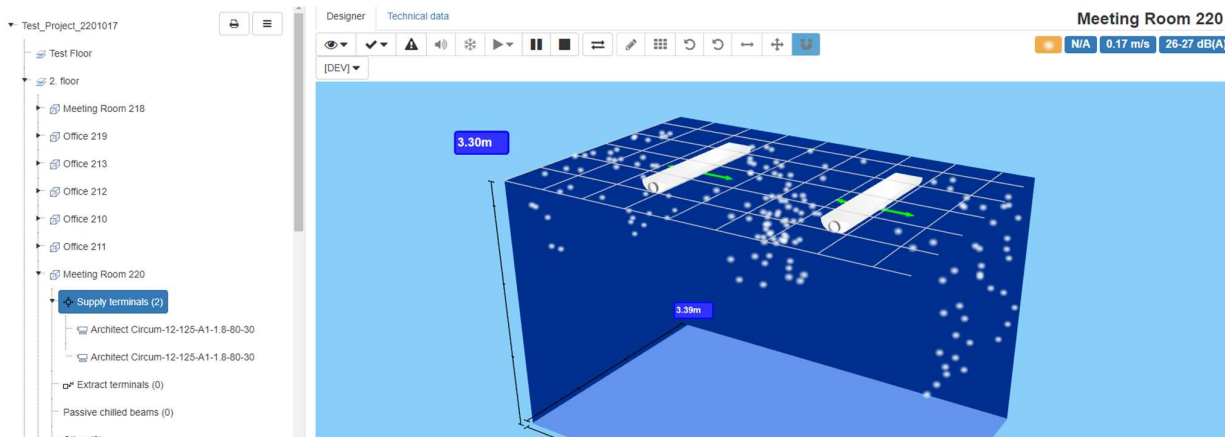 Test_Project_2201017
Test Floor
2. floor
Meeting Room 218
Office 219
Office 213
Office 212
Office 210
Office 211
Meeting Room 220
Supply terminals (2)
Architect Circum-12-125-A1-1.8-80-30
Architect Circum-12-125-A1-1.8-80-30
Extract terminals (0)
Passive chilled beams (0)
Designer
Technical data
Meeting Room 220
N/A
0.17 m/s
26-27 dB(A)
[DEV]
3.30m
3.39m